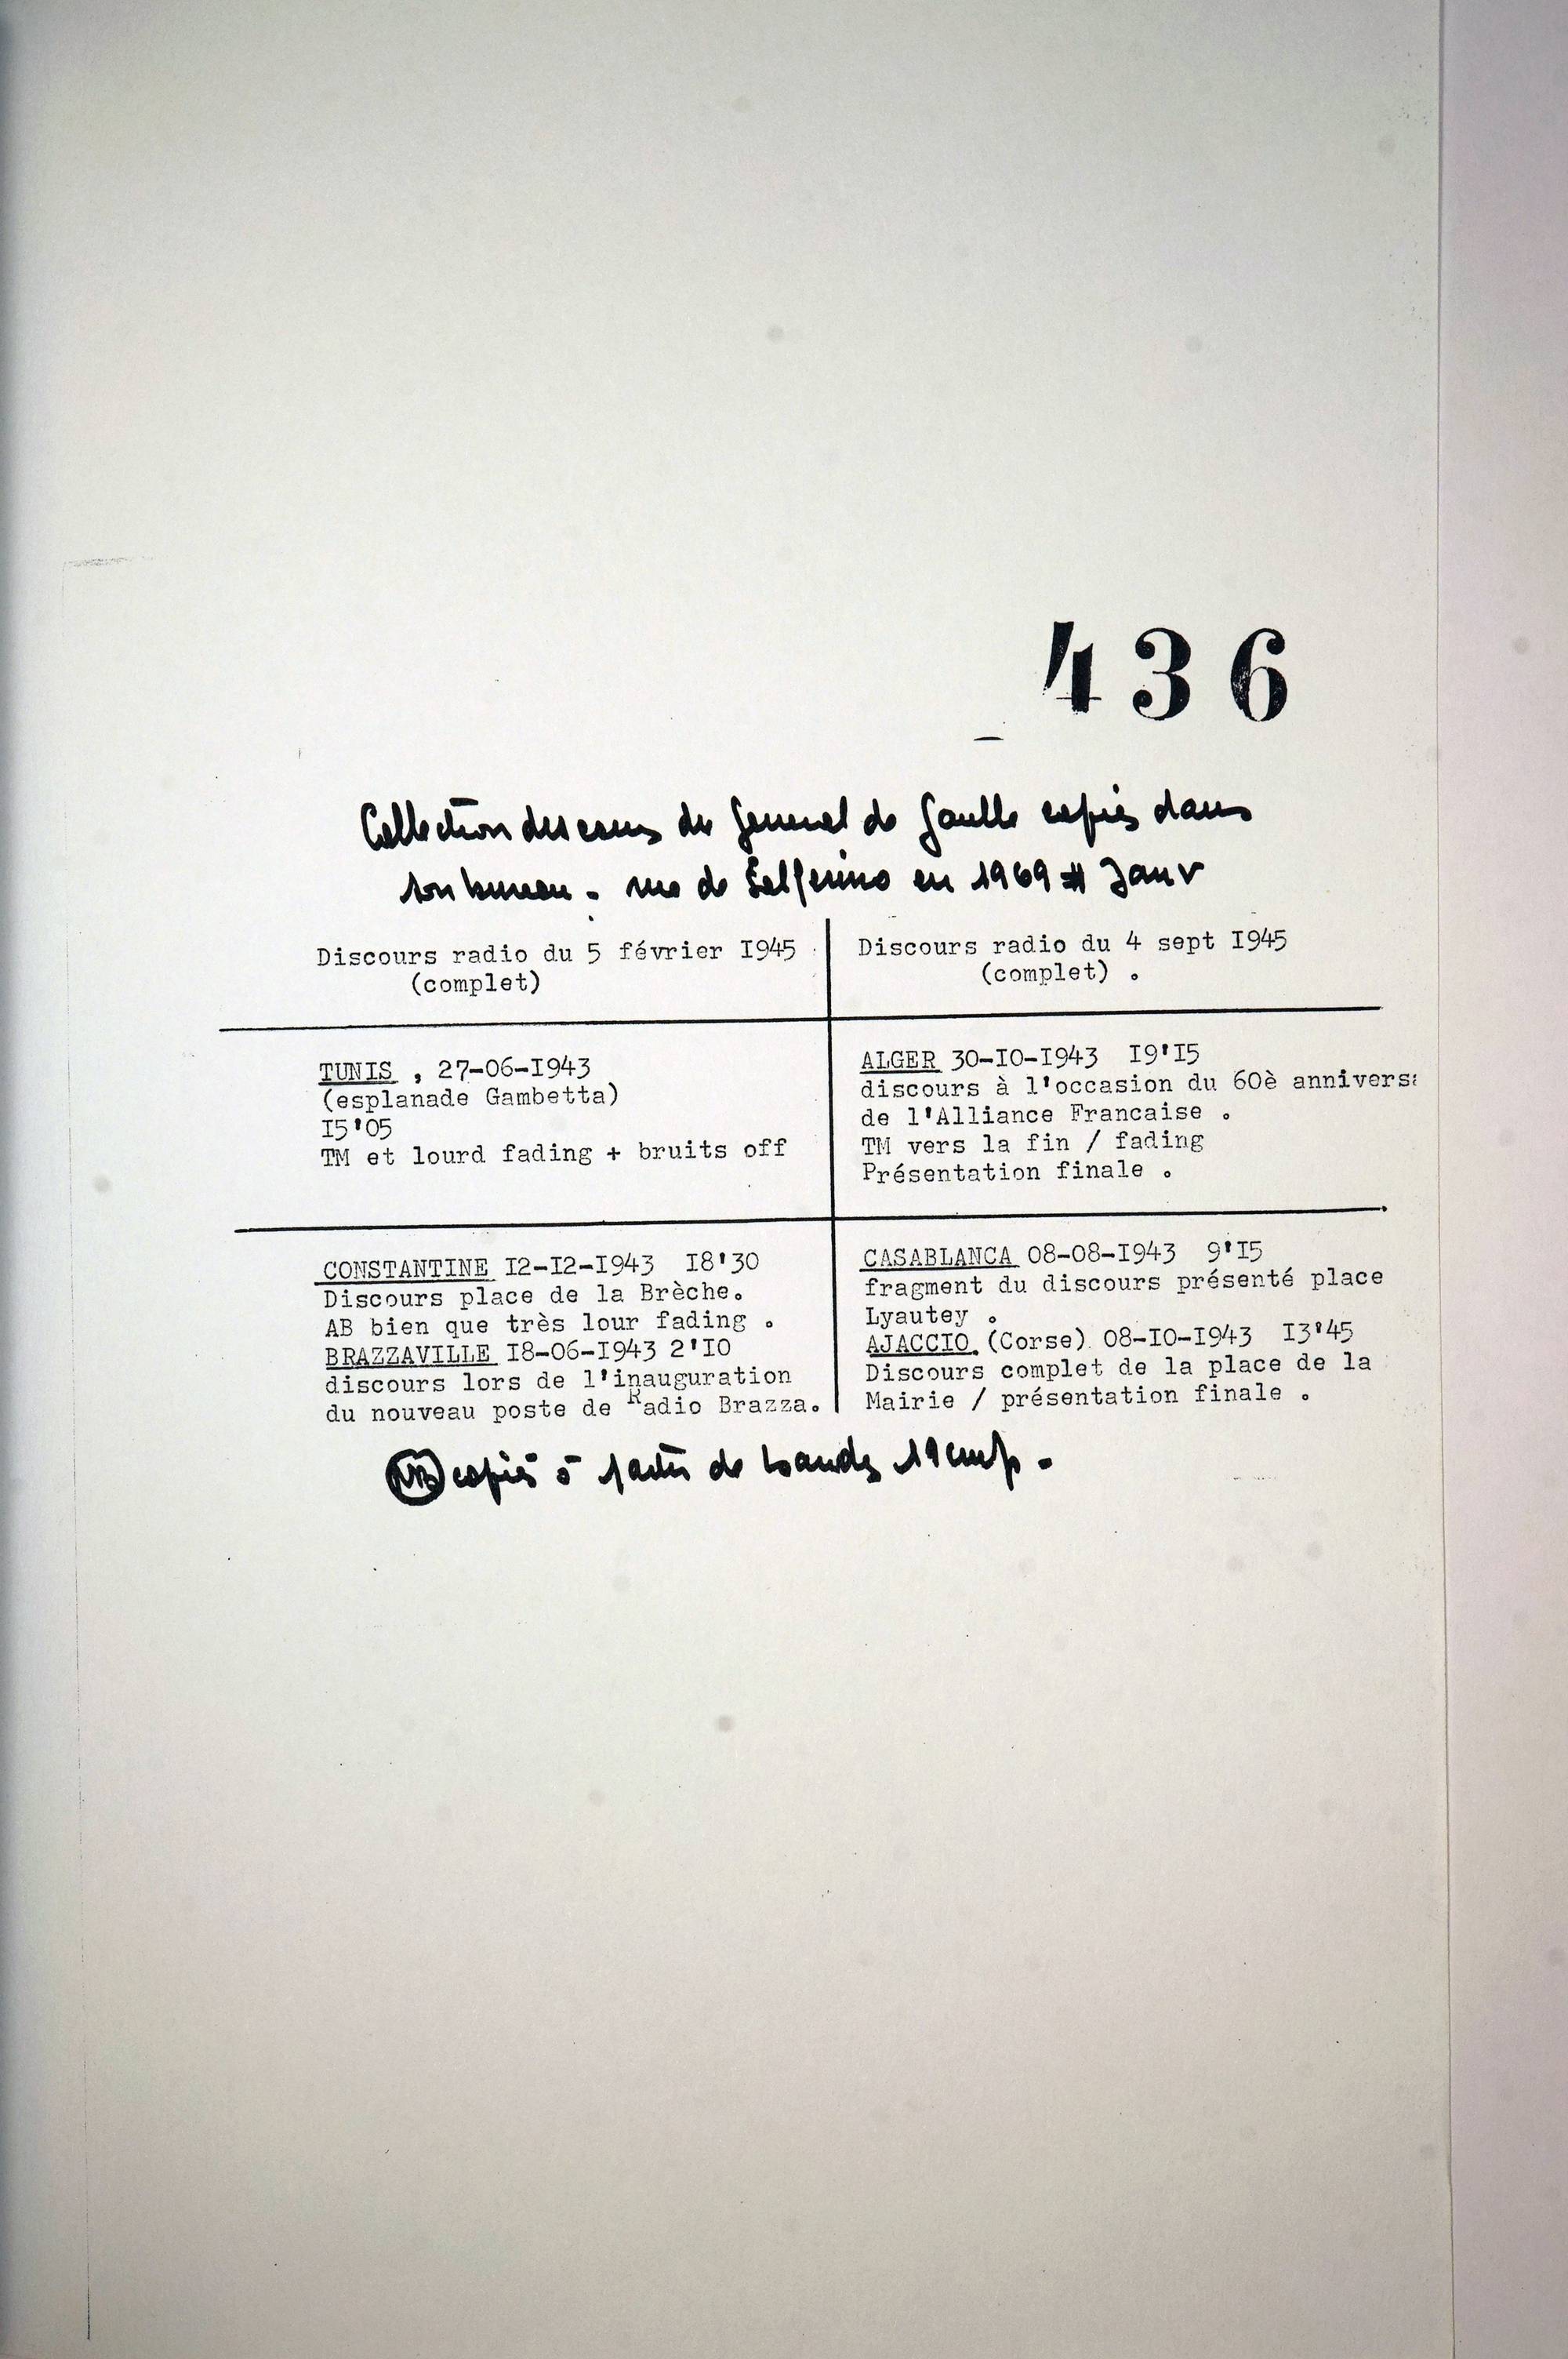 436
Collection discours du General de Gaulle copiés dans
son bureau - rue de Solferino en 1969 # Janv
Discours radio du 5 février I945
(complet)
Discours radio du 4 sept I945
(complet) .
TUNIS , 27-06-I943
(esplanade Gambetta)
I5'05
TM et lourd fading + bruits off
ALGER 30-I0-I943 I9'I5
discours à l'occasion du 60è annivers
de l'Alliance Francaise .
TM vers la fin / fading
Présentation finale .
CONSTANTINE I2-I2-I943 I8'30
Discours place de la Brèche.
AB bien que très lour fading .
BRAZZAVILLE I8-06-I943 2'I0
discours lors de l'inauguration
du nouveau poste de Radio Brazza.
CASABLANCA 08-08-I943 9'I5
fragment du discours présenté place
Lyautey .
AJACCIO (Corse) 08-I0-I943 I3'45
Discours complet de la place de la
Mairie / présentation finale .
NB copiés à partir de bandes 19 cm/s -